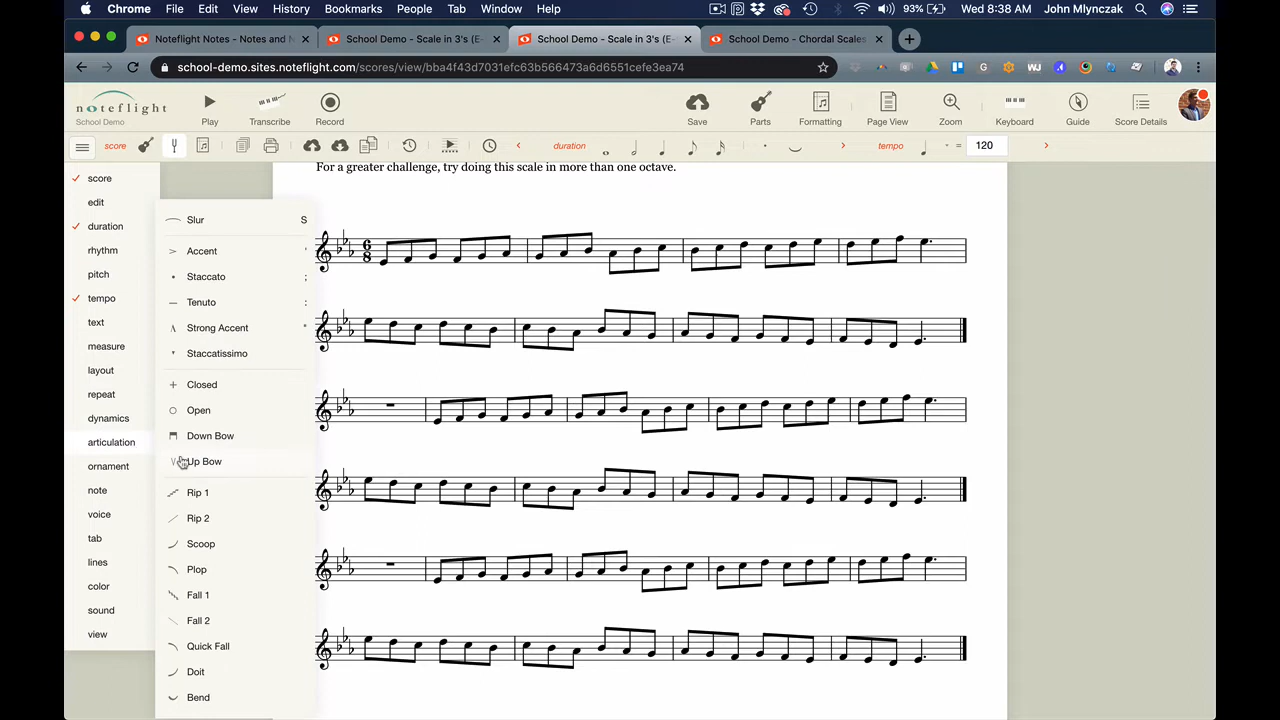 Chrome File Edit View History Bookmarks People Tab Window Help 93% Wed 8:38 AM John Mlynczak
Noteflight Notes - Notes and N School Demo - Scale in 3's (E- School Demo - Scale in 3's (E- School Demo - Chordal Scales
school-demo.sites.noteflight.com/scores/view/bba4f43d7031efc63b566473a6d6551cefe3ea74
noteflight
School Demo
Play Transcribe Record Save Parts Formatting Page View Zoom Keyboard Guide Score Details
score duration tempo = 120
For a greater challenge, try doing this scale in more than one octave.
score
edit
duration
rhythm
pitch
tempo
text
measure
layout
repeat
dynamics
articulation
ornament
note
voice
tab
lines
color
sound
view
Slur S
Accent '
Staccato ;
Tenuto :
Strong Accent "
Staccatissimo
Closed
Open
Down Bow
Up Bow
Rip 1
Rip 2
Scoop
Plop
Fall 1
Fall 2
Quick Fall
Doit
Bend
6
8